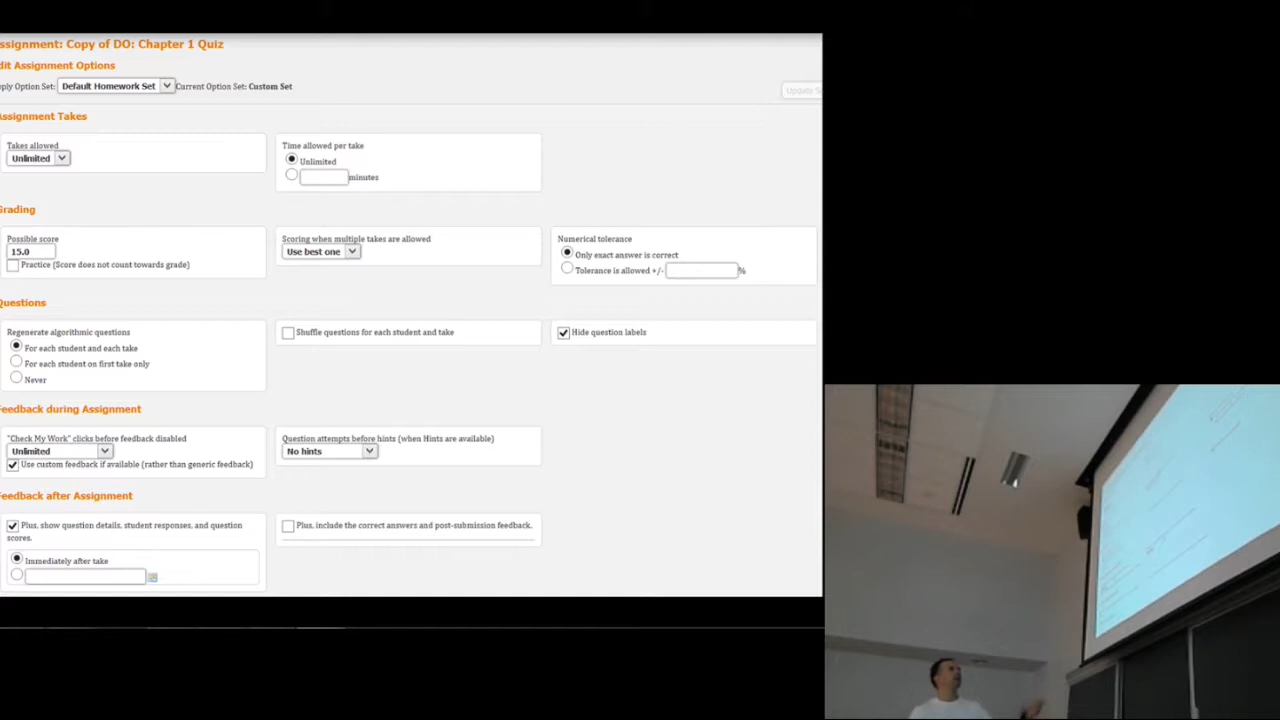 ssignment: Copy of DO: Chapter 1 Quiz
dit Assignment Options
pply Option Set: Default Homework Set Current Option Set: Custom Set
Update S
Assignment Takes
Takes allowed
Unlimited
Time allowed per take
Unlimited
minutes
Grading
Possible score
15.0
Practice (Score does not count towards grade)
Scoring when multiple takes are allowed
Use best one
Numerical tolerance
Only exact answer is correct
Tolerance is allowed +/- %
Questions
Regenerate algorithmic questions
For each student and each take
For each student on first take only
Never
Shuffle questions for each student and take
Hide question labels
Feedback during Assignment
"Check My Work" clicks before feedback disabled
Unlimited
Use custom feedback if available (rather than generic feedback)
Question attempts before hints (when Hints are available)
No hints
Feedback after Assignment
Plus, show question details, student responses, and question
scores.
Immediately after take
Plus, include the correct answers and post-submission feedback.